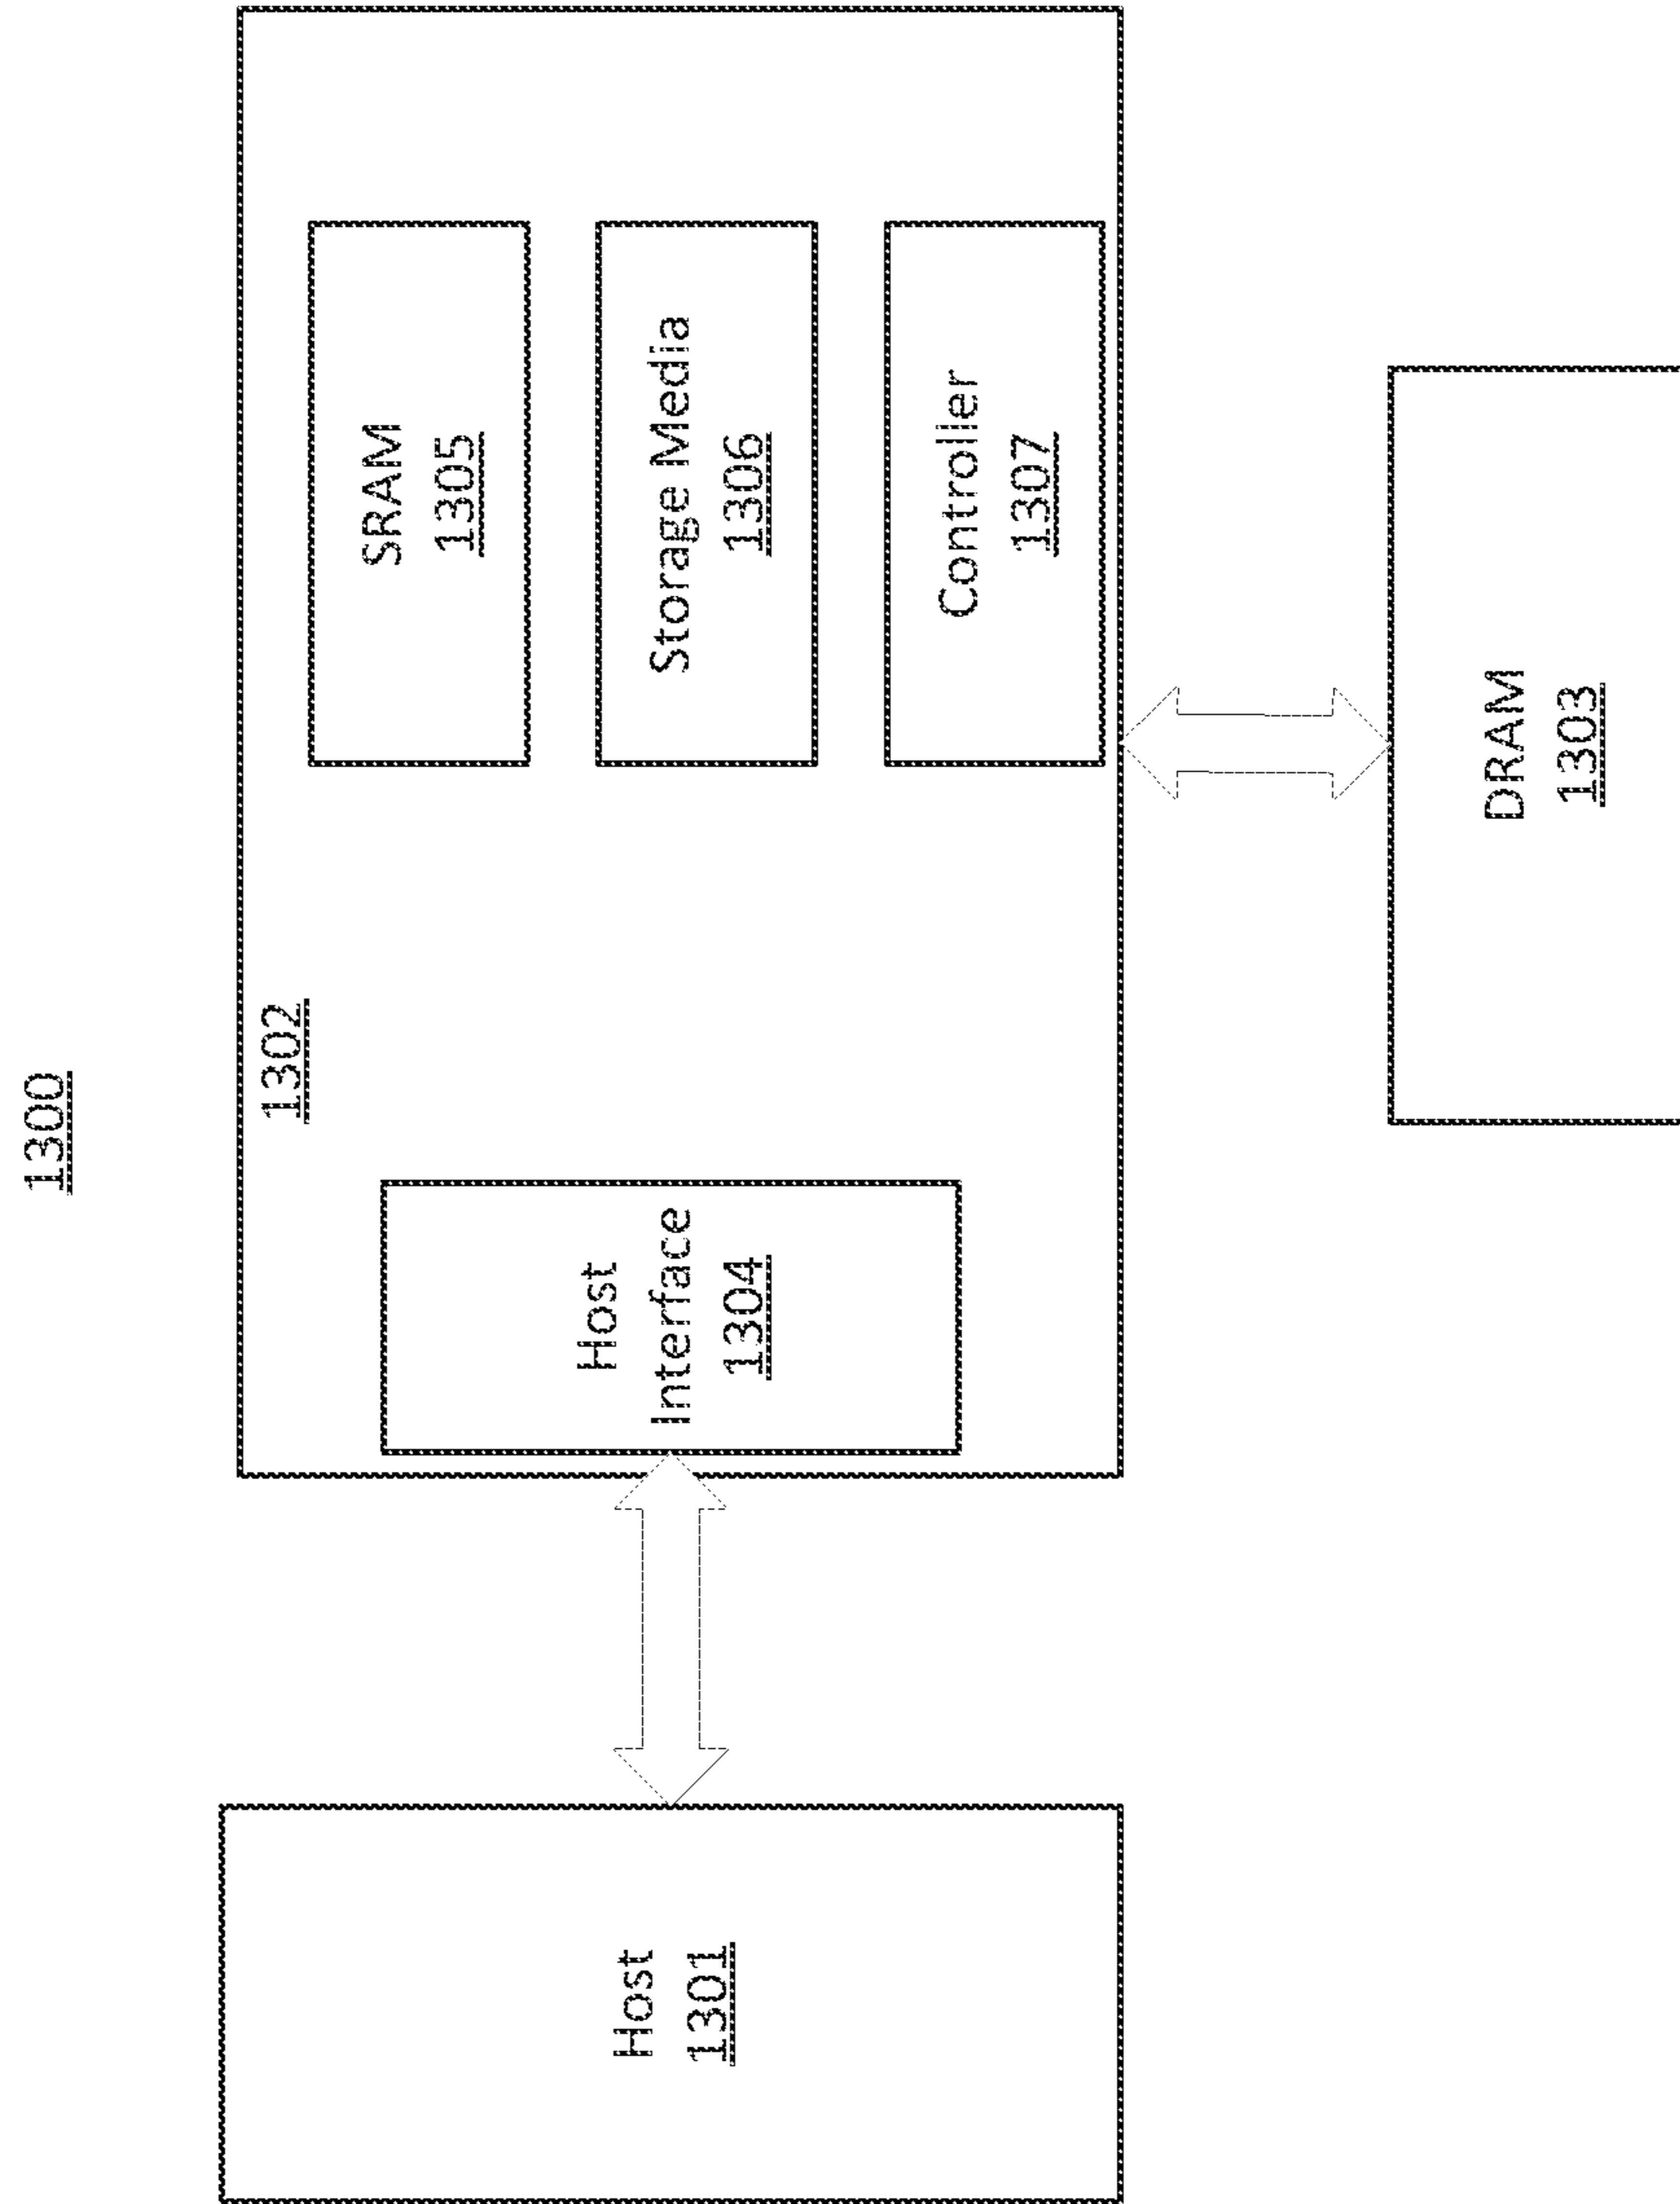 1300
1302
Host
1301
Host
Interface
1304
SRAM
1305
Storage Media
1306
Controller
1307
DRAM
1303